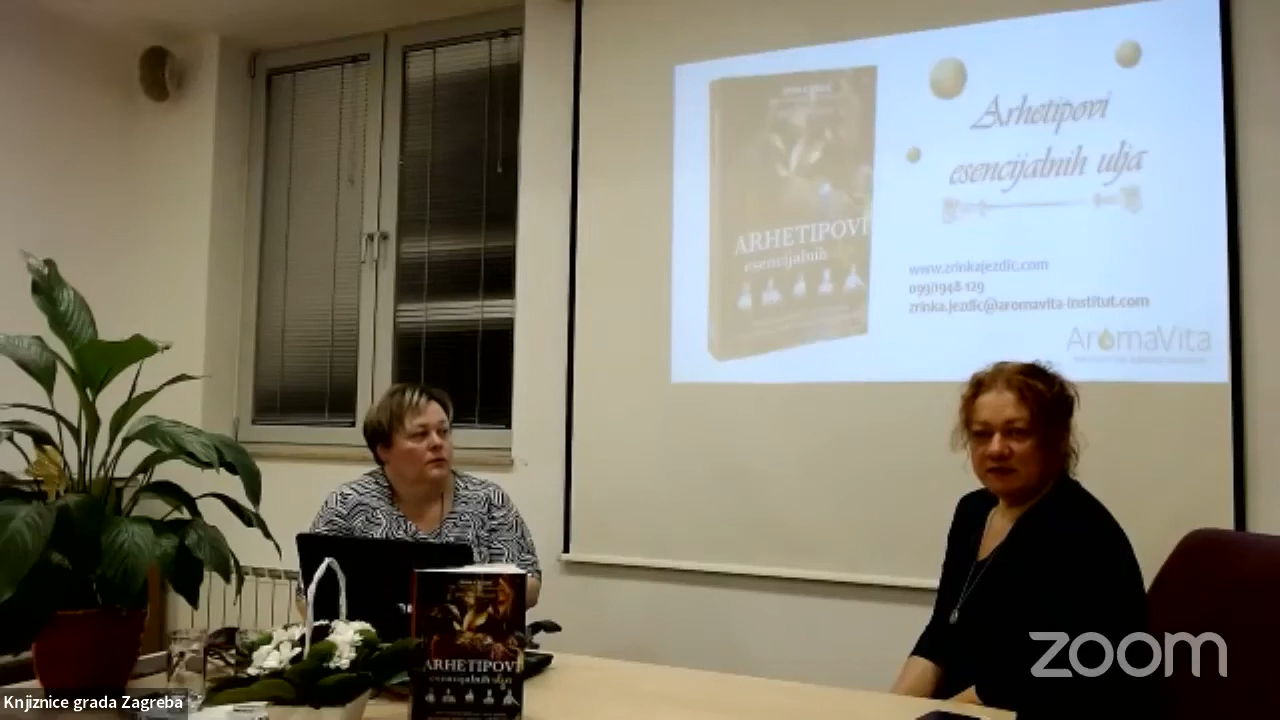 Arhetipovi
esencijalnih ulja
ARHETIPOVI
esencijalnih
www.zrinkajezdic.com
099/1948-129
zrinka.jezdic@aromavita-institut.com
AromaVita
ARHETIPOVI
esencijalnih ulja
zoom
Knjiznice grada Zagreba